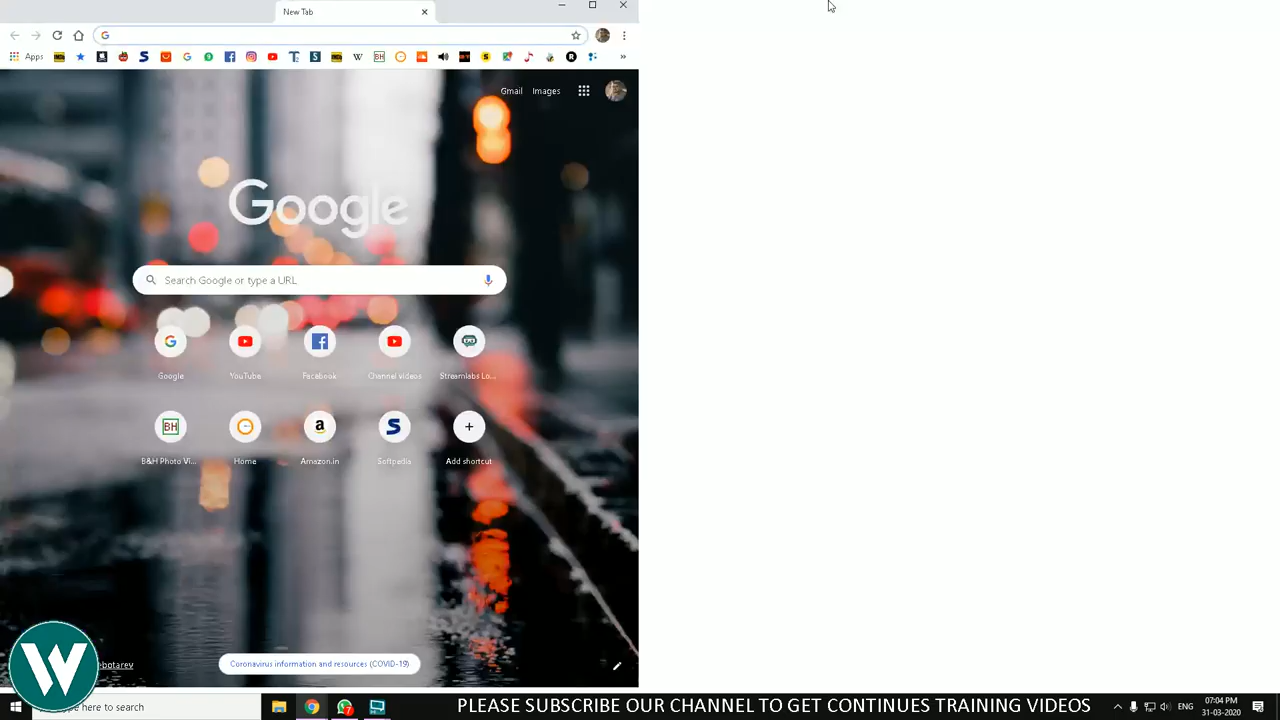 New Tab
Apps
Gmail Images
Google
Search Google or type a URL
Google YouTube Facebook Channel videos Streamlabs Lo...
B&H Photo Vi... Home Amazon.in Softpedia Add shortcut
botarev
Coronavirus information and resources (COVID-19)
W
here to search
PLEASE SUBSCRIBE OUR CHANNEL TO GET CONTINUES TRAINING VIDEOS
ENG
07:04 PM
31-03-2020